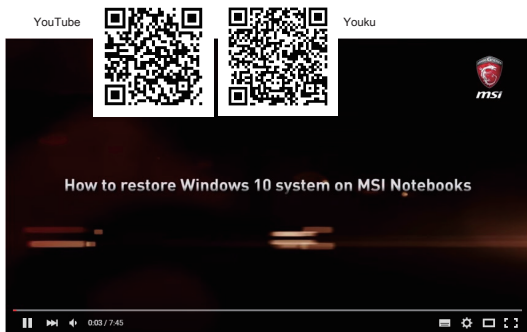 YouTube
Youku
msi
How to restore Windows 10 system on MSI Notebooks
0:03 / 7:45